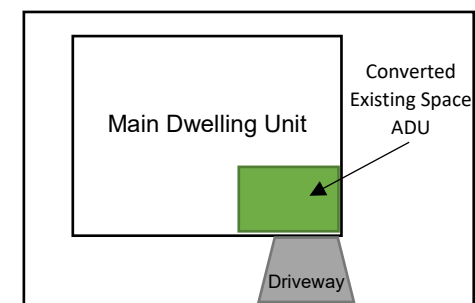 Converted
Existing Space
ADU
Main Dwelling Unit
Driveway